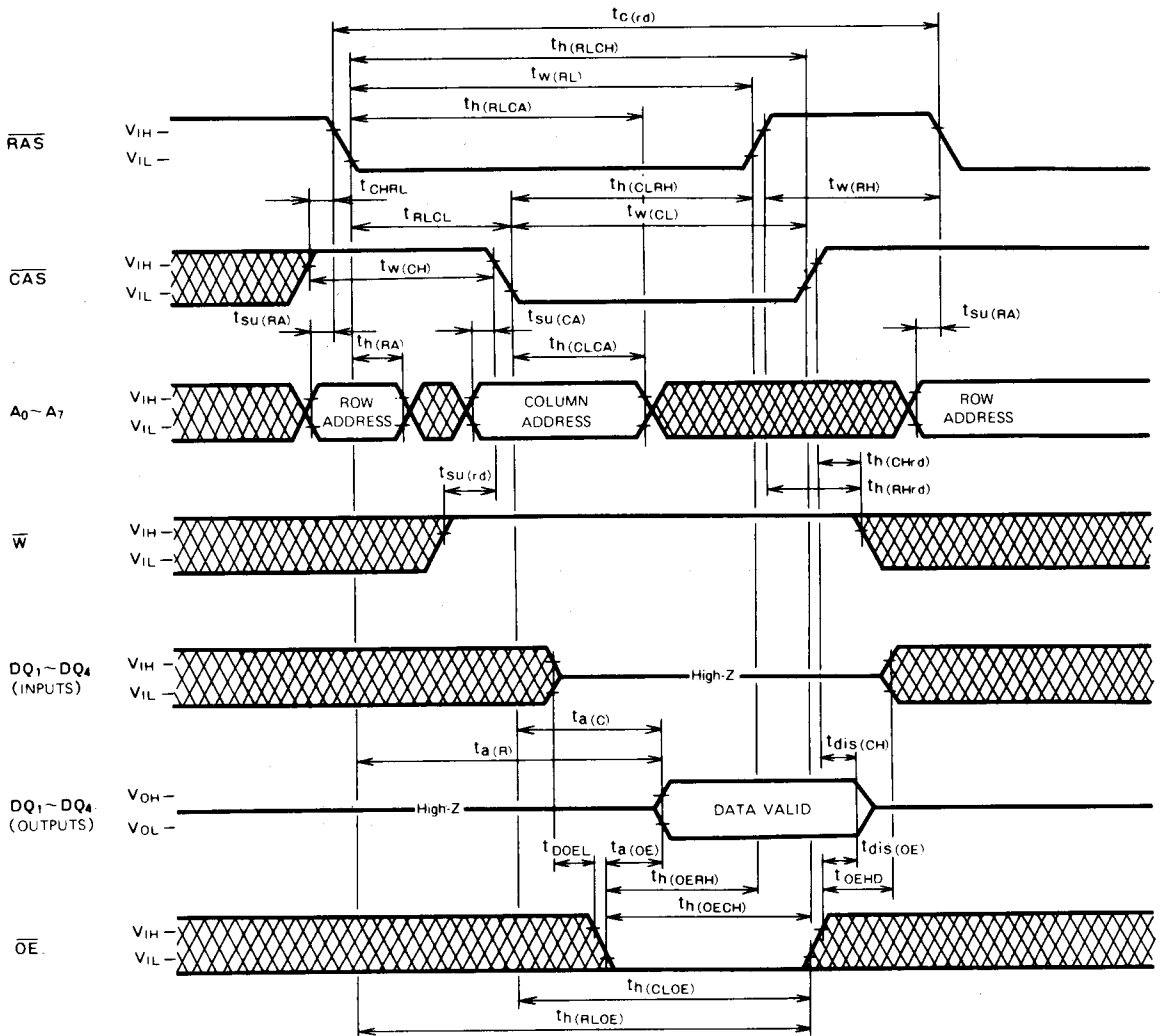 tc(rd)
th(RLCH)
tw(RL)
th(RLCA)
R̅A̅S̅
VIH
VIL
tCHRL
th(CLRH)
tw(RH)
tRLCL
tw(CL)
C̅A̅S̅
VIH
VIL
tw(CH)
tsu(RA)
th(RA)
tsu(CA)
th(CLCA)
tsu(RA)
A0~A7
VIH
VIL
ROW ADDRESS
COLUMN ADDRESS
ROW ADDRESS
tsu(rd)
th(CHrd)
th(RHrd)
W̅
VIH
VIL
DQ1~DQ4
(INPUTS)
VIH
VIL
High-Z
ta(C)
ta(R)
tdis(CH)
DQ1~DQ4
(OUTPUTS)
VOH
VOL
High-Z
DATA VALID
tDOEL
ta(OE)
tdis(OE)
th(OERH)
tOEHD
th(OECH)
O̅E̅
VIH
VIL
th(CLOE)
th(RLOE)